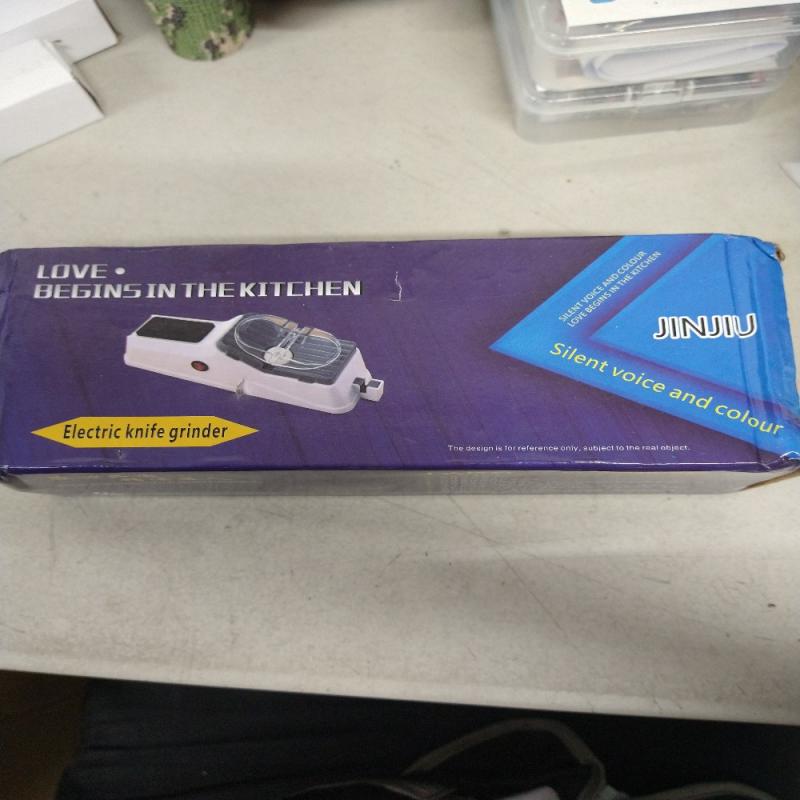 LOVE •
BEGINS IN THE KITCHEN
Electric knife grinder
SILENT VOICE AND COLOUR
LOVE BEGINS IN THE KITCHEN
JINJIU
Silent voice and colour
The design is for reference only, subject to the real object.